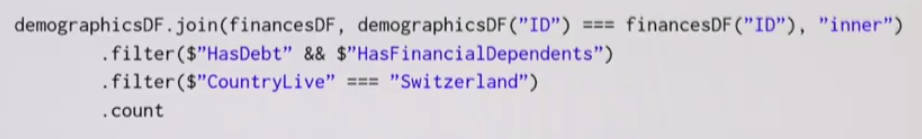 demographicsDF.join(financesDF, demographicsDF("ID") === financesDF("ID"), "inner")
.filter($"HasDebt" && $"HasFinancialDependents")
.filter($"CountryLive" === "Switzerland")
.count